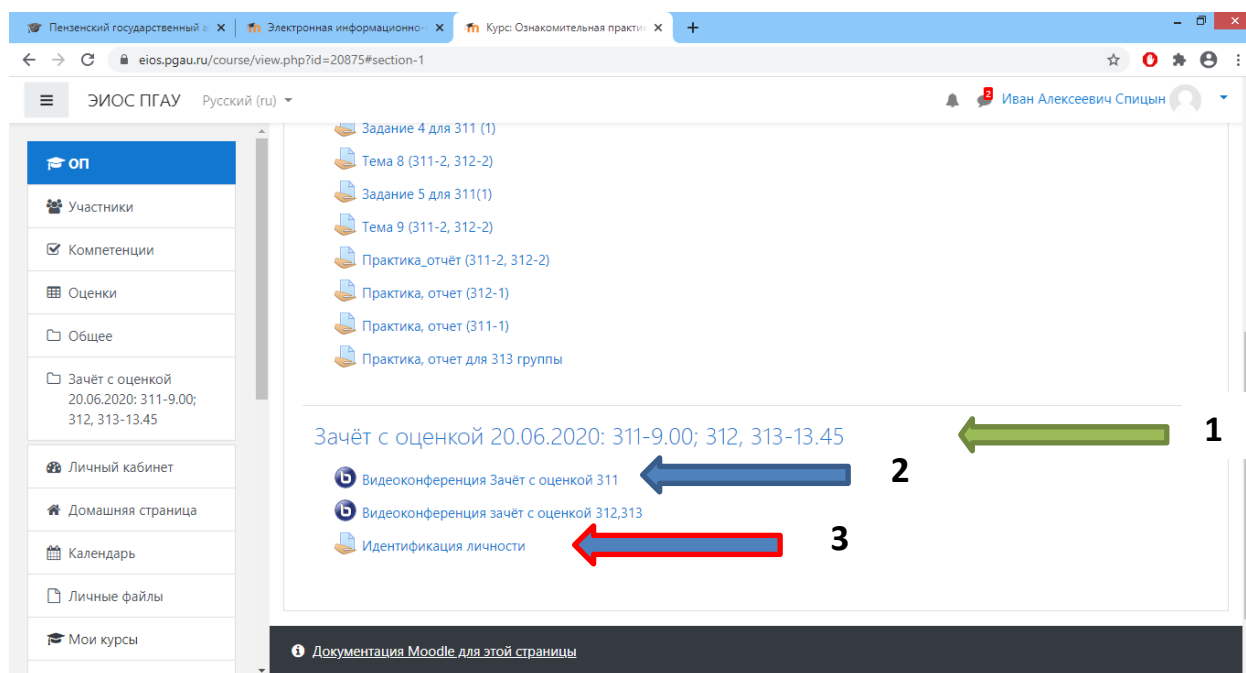 Пензенский государственный а
Электронная информационно-
Курс: Ознакомительная практи
eios.pgau.ru/course/view.php?id=20875#section-1
ЭИОС ПГАУ
Русский (ru)
2
Иван Алексеевич Спицын
ОП
Участники
Компетенции
Оценки
Общее
Зачёт с оценкой
20.06.2020: 311-9.00;
312, 313-13.45
Личный кабинет
Домашняя страница
Календарь
Личные файлы
Мои курсы
Задание 4 для 311 (1)
Тема 8 (311-2, 312-2)
Задание 5 для 311(1)
Тема 9 (311-2, 312-2)
Практика_отчёт (311-2, 312-2)
Практика, отчет (312-1)
Практика, отчет (311-1)
Практика, отчет для 313 группы
Зачёт с оценкой 20.06.2020: 311-9.00; 312, 313-13.45
1
Видеоконференция Зачёт с оценкой 311
2
Видеоконференция зачёт с оценкой 312,313
Идентификация личности
3
Документация Moodle для этой страницы